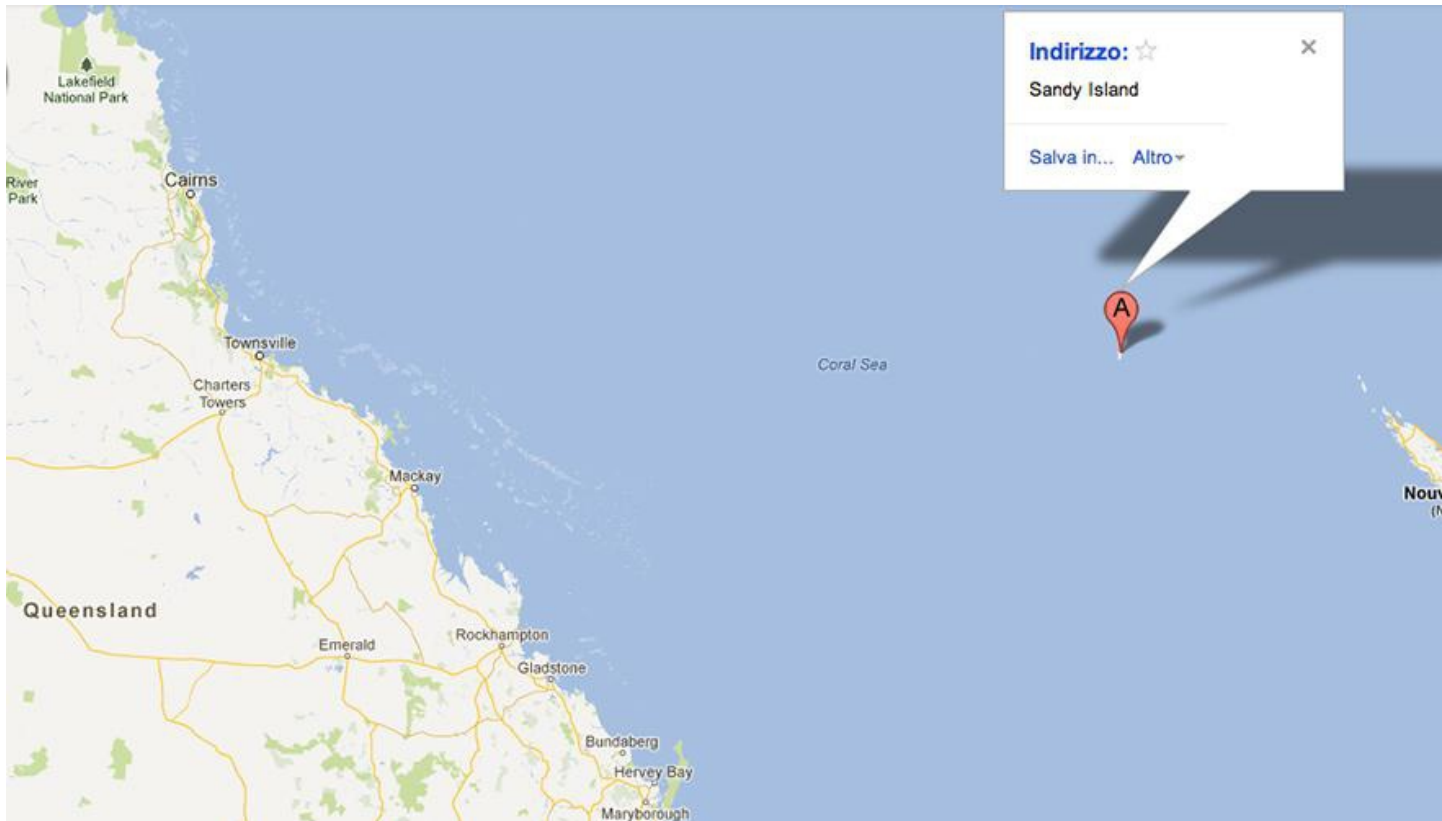 Indirizzo:
Sandy Island
Salva in... Altro
Lakefield
National Park
River
Park
Cairns
Townsville
Charters
Towers
Coral Sea
Mackay
Nouv
(N
Queensland
Emerald
Rockhampton
Gladstone
Bundaberg
Hervey Bay
Maryborough
A